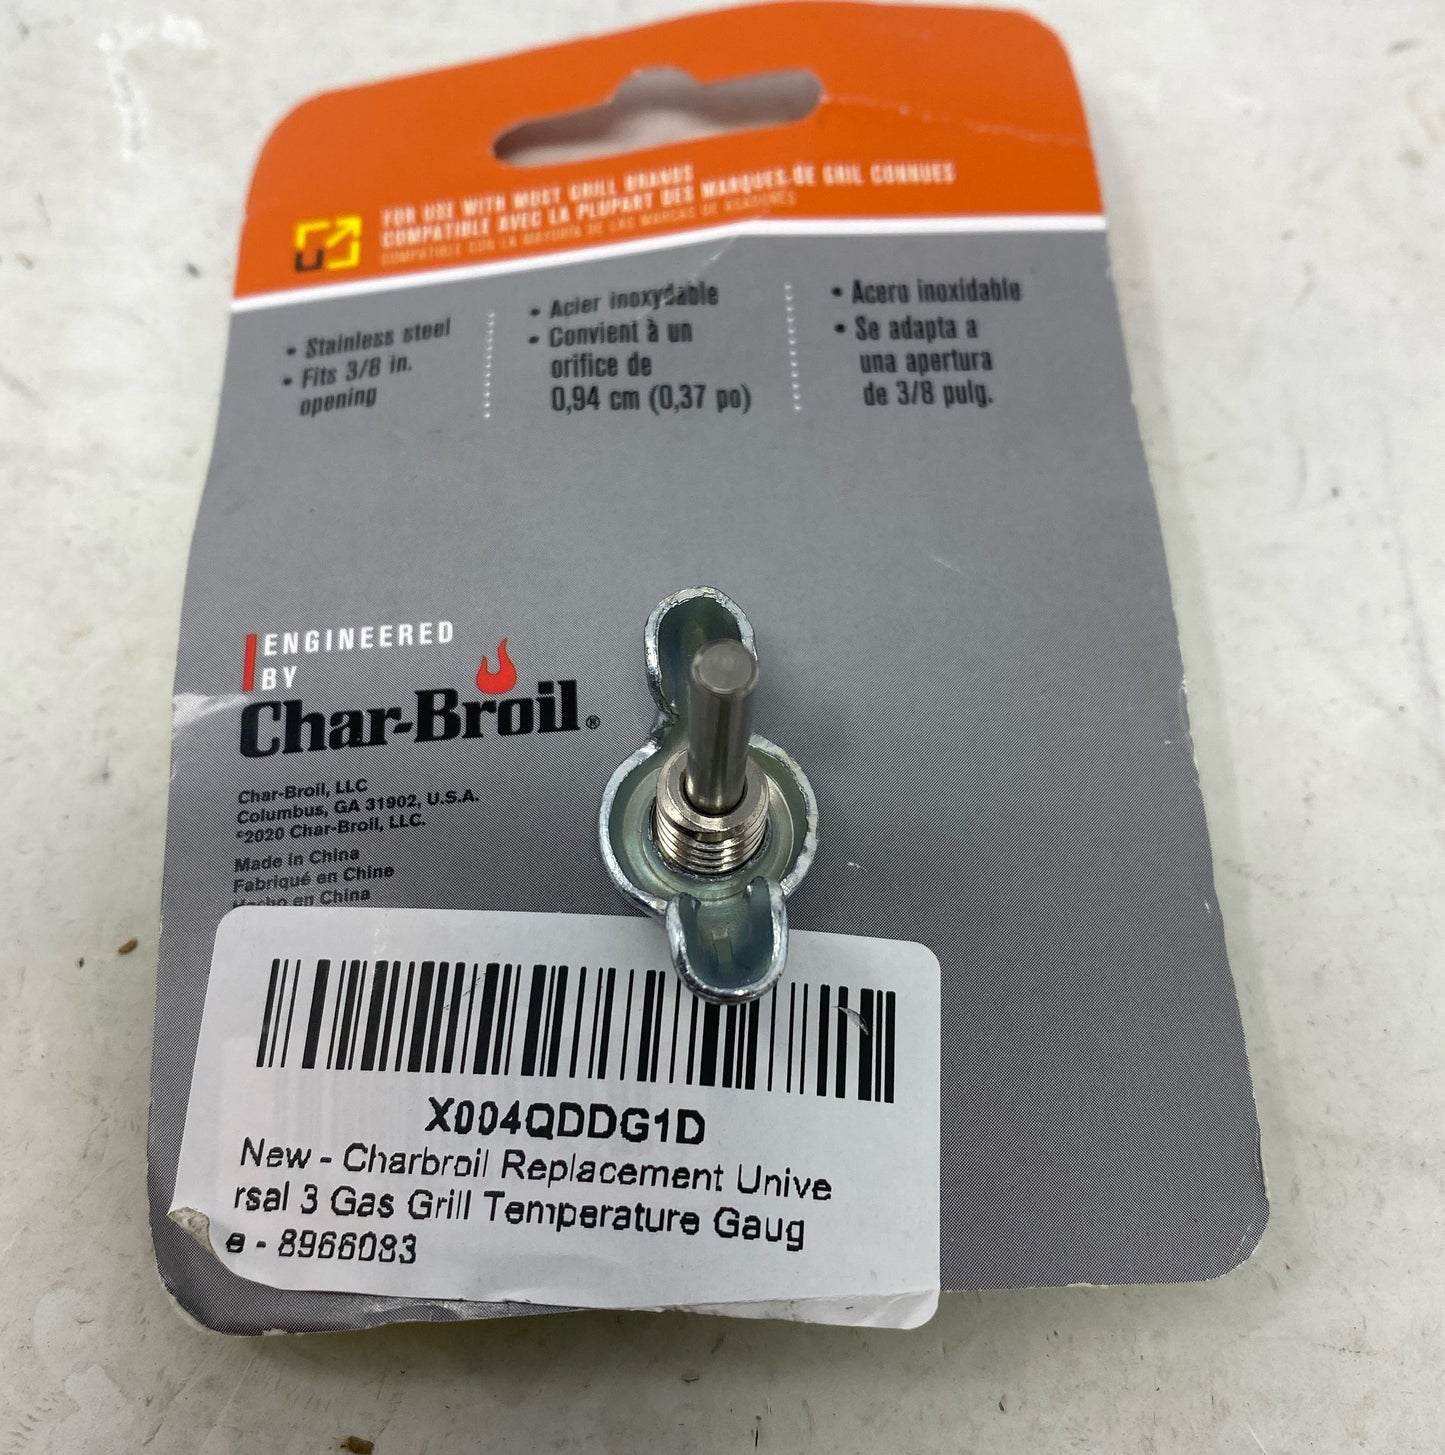 FOR USE WITH MOST GRILL BRANDS
COMPATIBLE AVEC LA PLUPART DES MARQUES DE GRIL CONNUES
COMPATIBLE CON LA MAYORÍA DE LAS MARCAS DE ASADORES
• Stainless steel
• Fits 3/8 in.
opening
• Acier inoxydable
• Convient à un
orifice de
0,94 cm (0,37 po)
• Acero inoxidable
• Se adapta a
una apertura
de 3/8 pulg.
ENGINEERED
BY
Char-Broil®
Char-Broil, LLC
Columbus, GA 31902, U.S.A.
©2020 Char-Broil, LLC.
Made in China
Fabriqué en Chine
Hecho en China
X004QDDG1D
New - Charbroil Replacement Unive
rsal 3 Gas Grill Temperature Gaug
e - 8966083